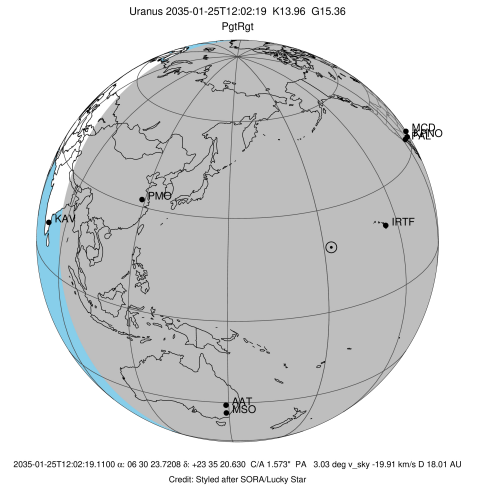 Uranus 2035-01-25T12:02:19 K13.96 G15.36
PgtRgt
MCD
PAL
KAV
PMO
IRTF
AAT
MSO
2035-01-25T12:02:19.1100 α: 06 30 23.7208 δ: +23 35 20.630 C/A 1.573" PA 3.03 deg v_sky -19.91 km/s D 18.01 AU
Credit: Styled after SORA/Lucky Star